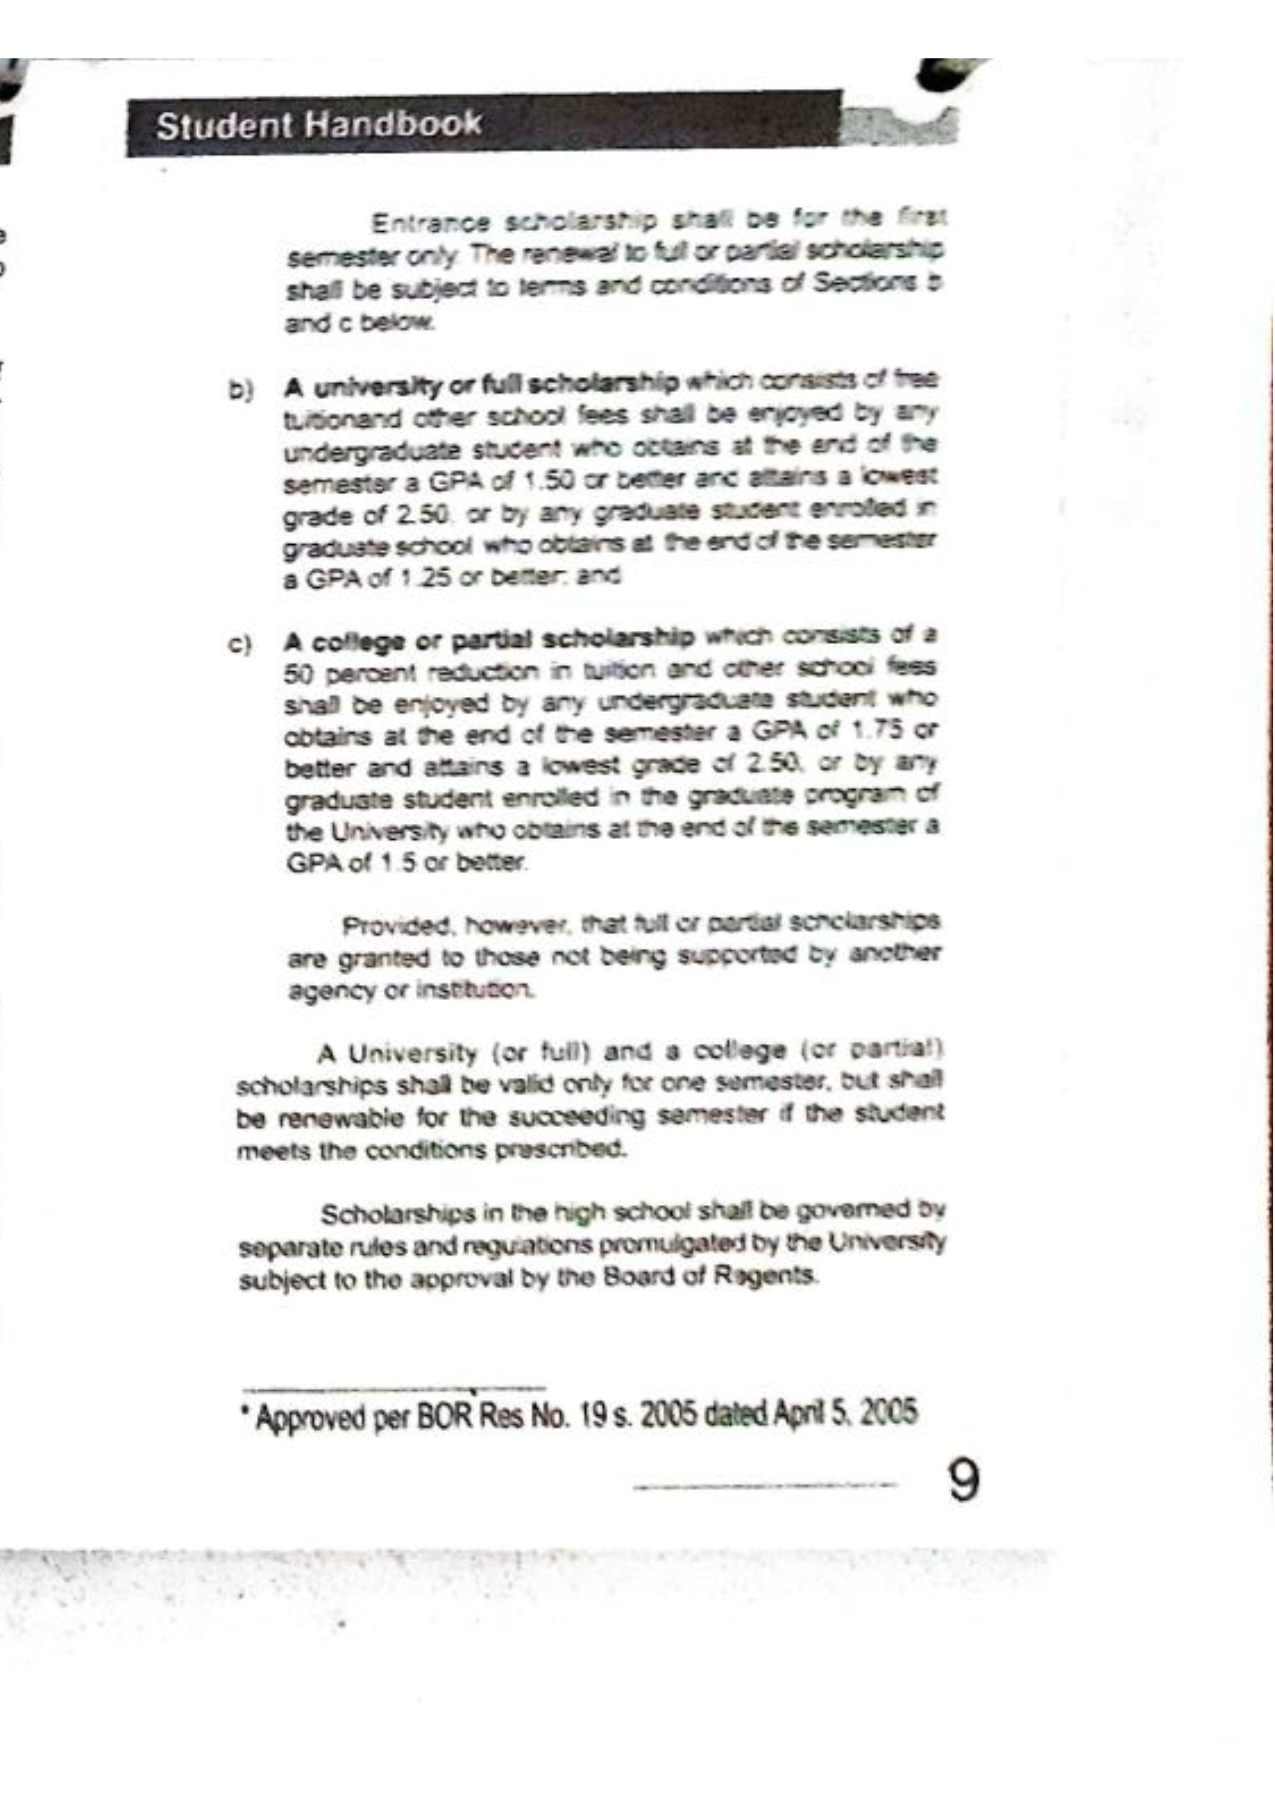 Student Handbook
Entrance scholarship shall be for the first
semester only. The renewal to full or partial scholarship
shall be subject to terms and conditions of Sections b
and c below.
b) A university or full scholarship which consists of free
tuitionand other school fees shall be enjoyed by any
undergraduate student who obtains at the end of the
semester a GPA of 1.50 or better and attains a lowest
grade of 2.50. or by any graduate student enrolled in
graduate school who obtains at the end of the semester
a GPA of 1.25 or better: and
c) A college or partial scholarship which consists of a
50 percent reduction in tuition and other school fees
shall be enjoyed by any undergraduate student who
obtains at the end of the semester a GPA of 1.75 or
better and attains a lowest grade of 2.50, or by any
graduate student enrolled in the graduate program of
the University who obtains at the end of the semester a
GPA of 1.5 or better.
Provided, however, that full or partial scholarships
are granted to those not being supported by another
agency or institution.
A University (or full) and a college (or partial)
scholarships shall be valid only for one semester, but shall
be renewable for the succeeding semester if the student
meets the conditions prescribed.
Scholarships in the high school shall be governed by
separate rules and regulations promulgated by the University
subject to the approval by the Board of Regents.
* Approved per BOR Res No. 19 s. 2005 dated April 5, 2005
9